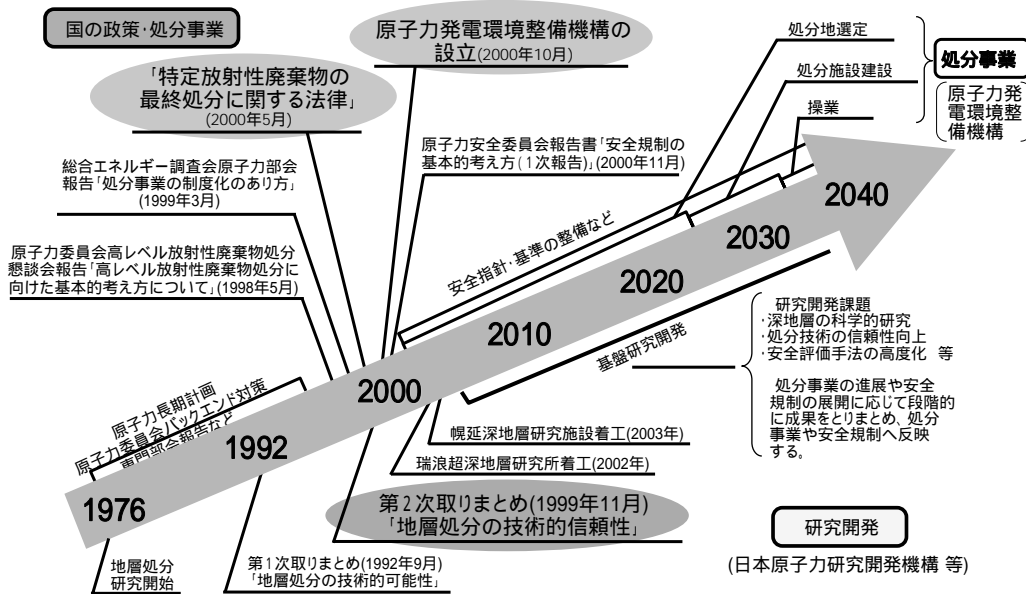 国の政策・処分事業
原子力発電環境整備機構の
設立(2000年10月)
「特定放射性廃棄物の
最終処分に関する法律」
(2000年5月)
処分地選定
処分施設建設
操業
処分事業
原子力発
電環境整
備機構
原子力安全委員会報告書「安全規制の
基本的考え方(1次報告)」(2000年11月)
総合エネルギー調査会原子力部会
報告「処分事業の制度化のあり方」
(1999年3月)
原子力委員会高レベル放射性廃棄物処分
懇談会報告「高レベル放射性廃棄物処分に
向けた基本的考え方について」(1998年5月)
安全指針・基準の整備など
2040
2030
2020
2010
2000
1992
1976
基盤研究開発
研究開発課題
・深地層の科学的研究
・処分技術の信頼性向上
・安全評価手法の高度化 等
処分事業の進展や安全
規制の展開に応じて段階的
に成果をとりまとめ、処分
事業や安全規制へ反映
する。
原子力長期計画
原子力委員会バックエンド対策
専門部会報告など
幌延深地層研究施設着工(2003年)
瑞浪超深地層研究所着工(2002年)
第2次取りまとめ(1999年11月)
「地層処分の技術的信頼性」
地層処分
研究開始
第1次取りまとめ(1992年9月)
「地層処分の技術的可能性」
研究開発
(日本原子力研究開発機構 等)